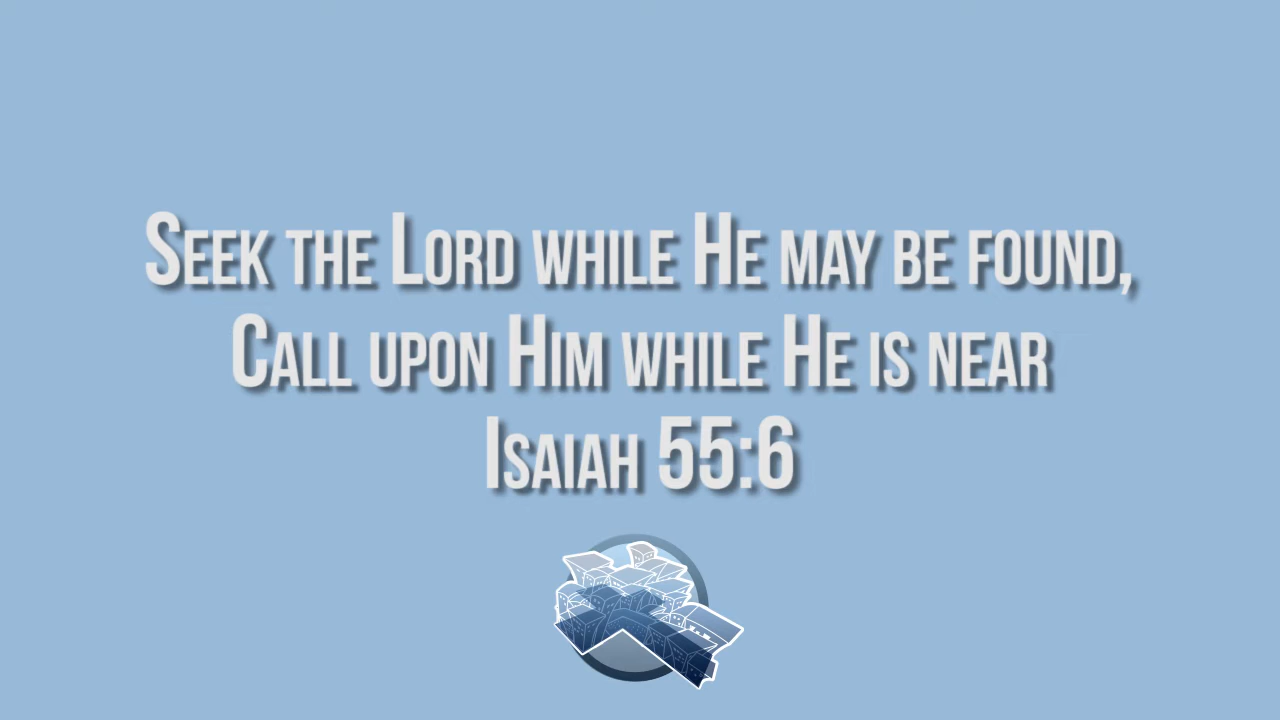 Seek the Lord while He may be found,
Call upon Him while He is near
Isaiah 55:6